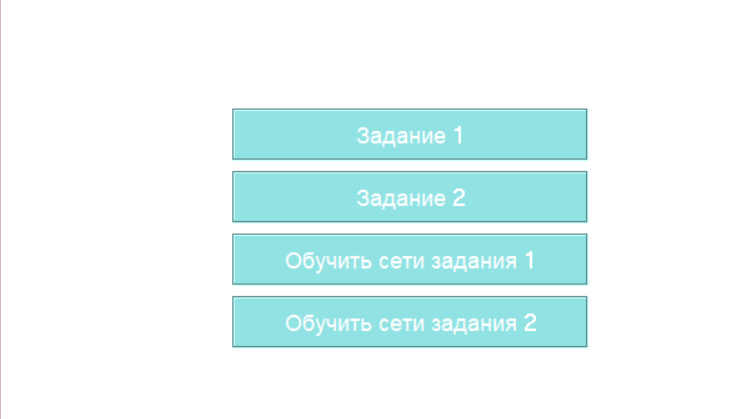 Задание 1
Задание 2
Обучить сети задания 1
Обучить сети задания 2